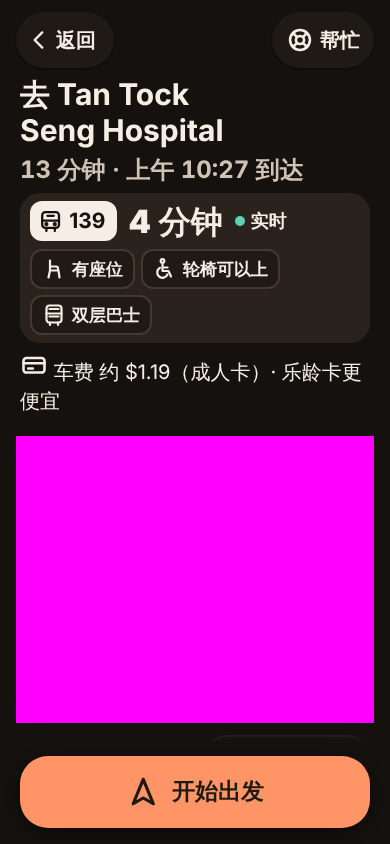 返回
帮忙
去 Tan Tock
Seng Hospital
13 分钟 · 上午 10:27 到达
139
4 分钟
实时
有座位
轮椅可以上
双层巴士
车费 约 $1.19（成人卡）· 乐龄卡更
便宜
开始出发